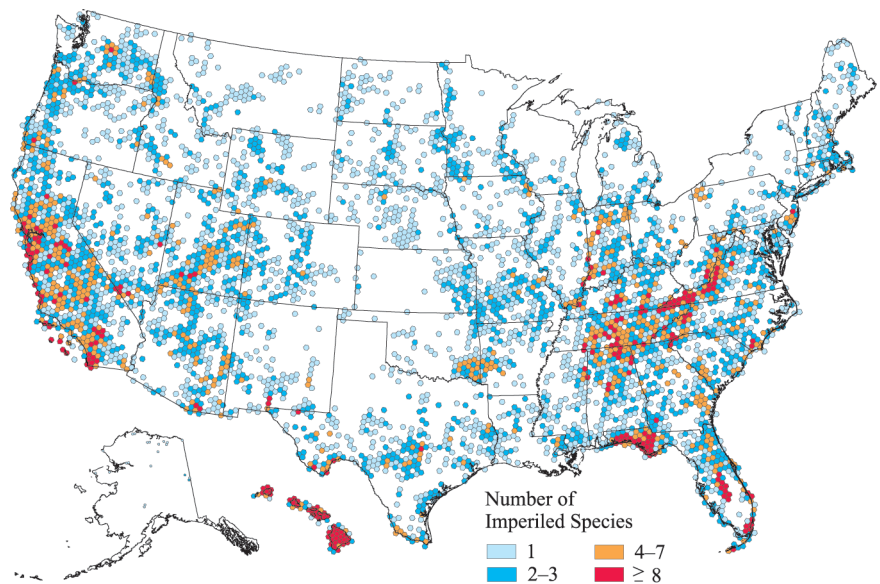 Number of
Imperiled Species
1
4–7
2–3
≥ 8